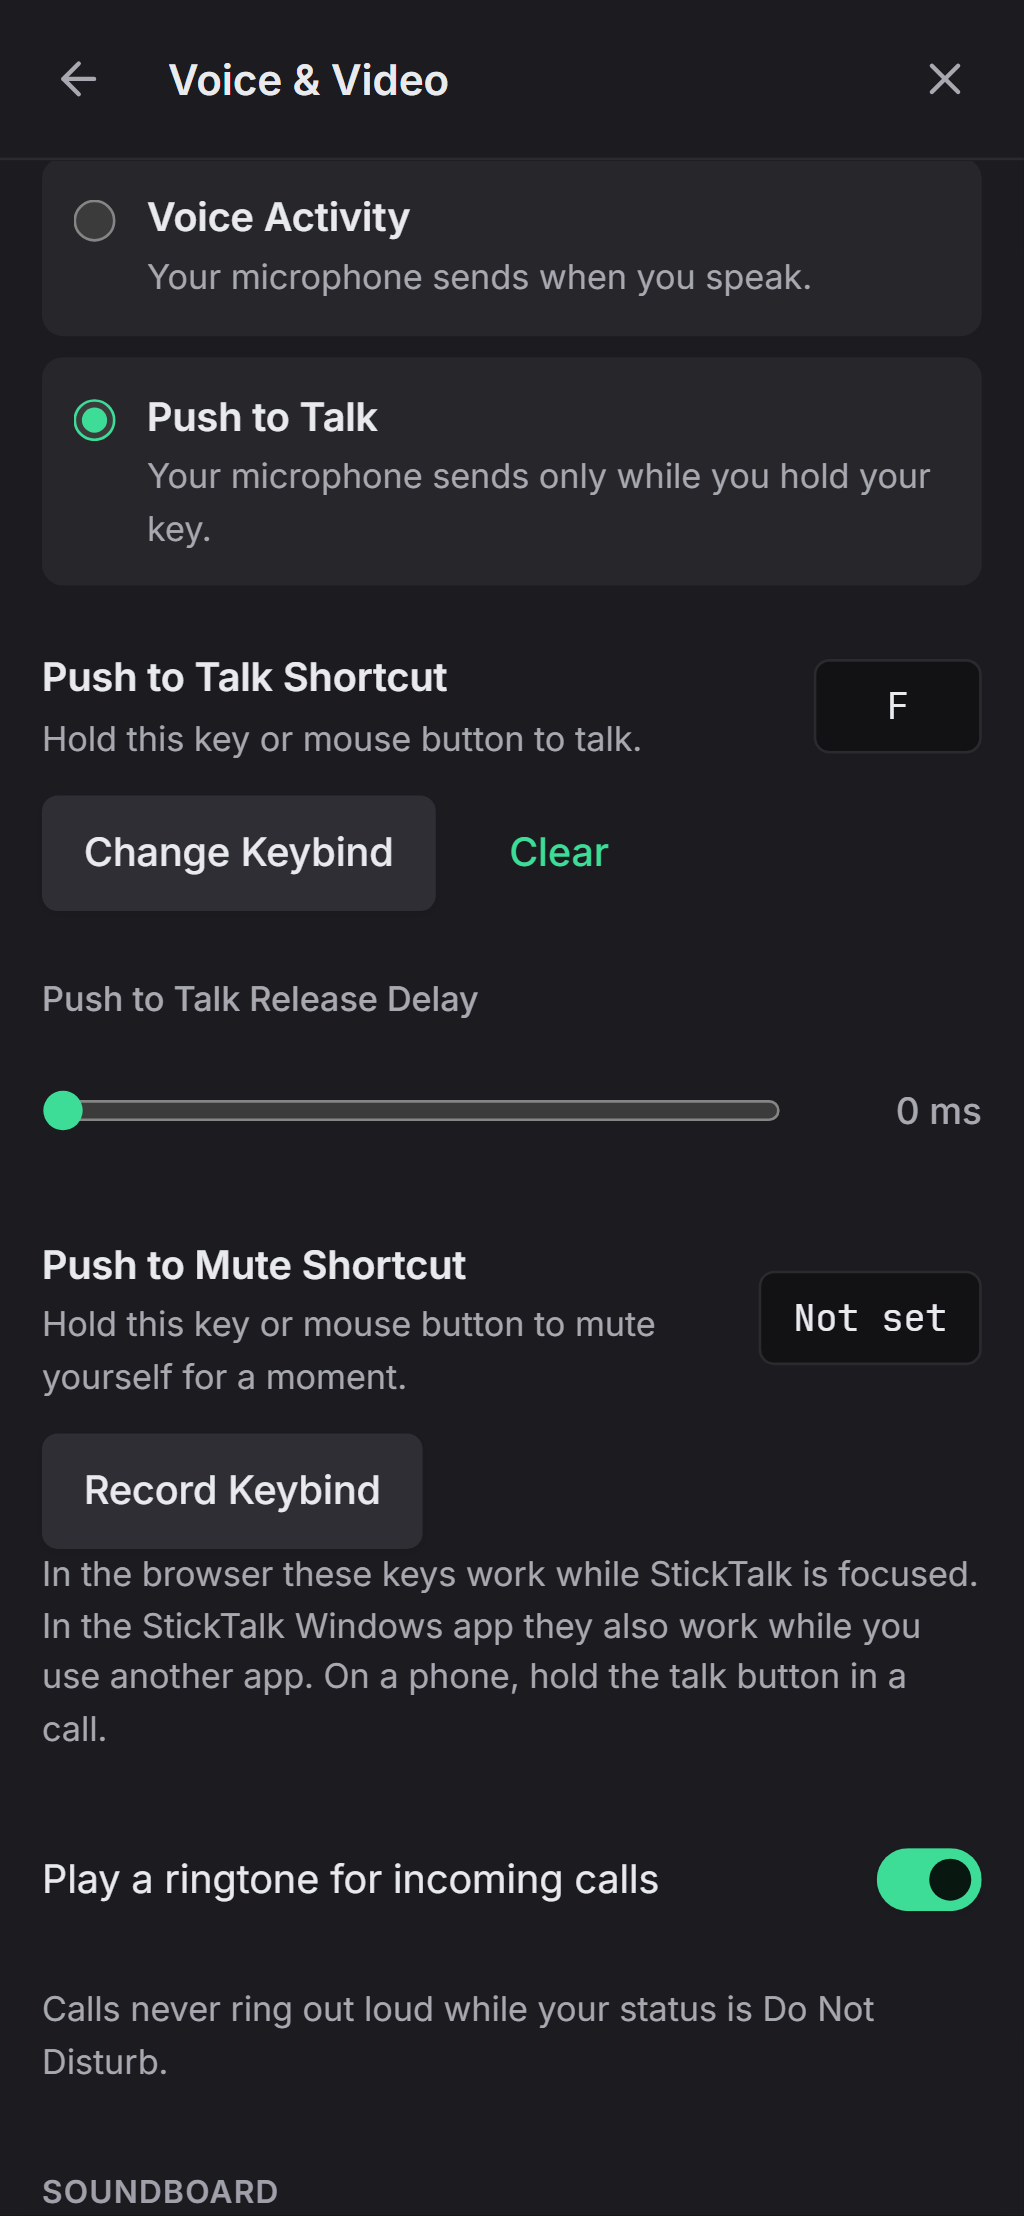 Voice & Video
Voice Activity
Your microphone sends when you speak.
Push to Talk
Your microphone sends only while you hold your
key.
Push to Talk Shortcut
Hold this key or mouse button to talk.
F
Change Keybind
Clear
Push to Talk Release Delay
0 ms
Push to Mute Shortcut
Hold this key or mouse button to mute
yourself for a moment.
Not set
Record Keybind
In the browser these keys work while StickTalk is focused.
In the StickTalk Windows app they also work while you
use another app. On a phone, hold the talk button in a
call.
Play a ringtone for incoming calls
Calls never ring out loud while your status is Do Not
Disturb.
SOUNDBOARD